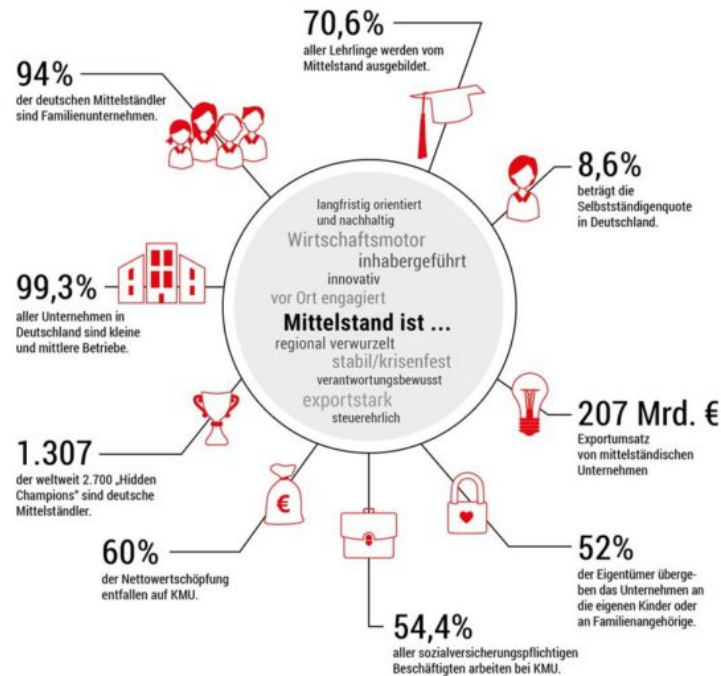 70,6%
aller Lehrlinge werden vom
Mittelstand ausgebildet.
94%
der deutschen Mittelständler
sind Familienunternehmen.
8,6%
beträgt die
Selbstständigenquote
in Deutschland.
langfristig orientiert
und nachhaltig
Wirtschaftsmotor
inhabergeführt
innovativ
vor Ort engagiert
Mittelstand ist ...
regional verwurzelt
stabil/krisenfest
verantwortungsbewusst
exportstark
steuerehrlich
99,3%
aller Unternehmen in
Deutschland sind kleine
und mittlere Betriebe.
207 Mrd. €
Exportumsatz
von mittelständischen
Unternehmen
1.307
der weltweit 2.700 „Hidden
Champions" sind deutsche
Mittelständler.
€
60%
der Nettowertschöpfung
entfallen auf KMU.
52%
der Eigentümer überge-
ben das Unternehmen an
die eigenen Kinder oder
an Familienangehörige.
54,4%
aller sozialversicherungspflichtigen
Beschäftigten arbeiten bei KMU.